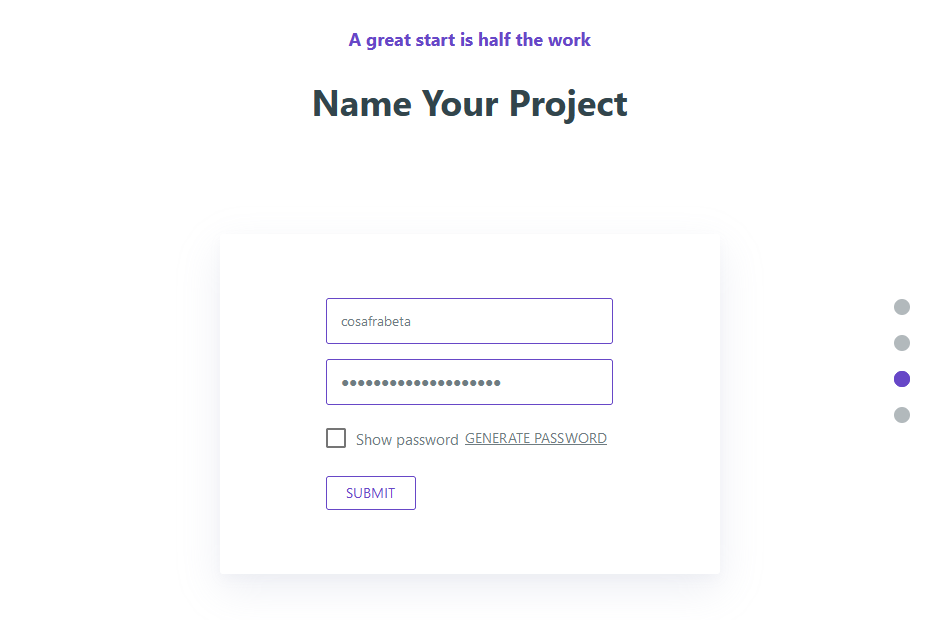 A great start is half the work
Name Your Project
cosafrabeta
••••••••••••••••••••
Show password GENERATE PASSWORD
SUBMIT